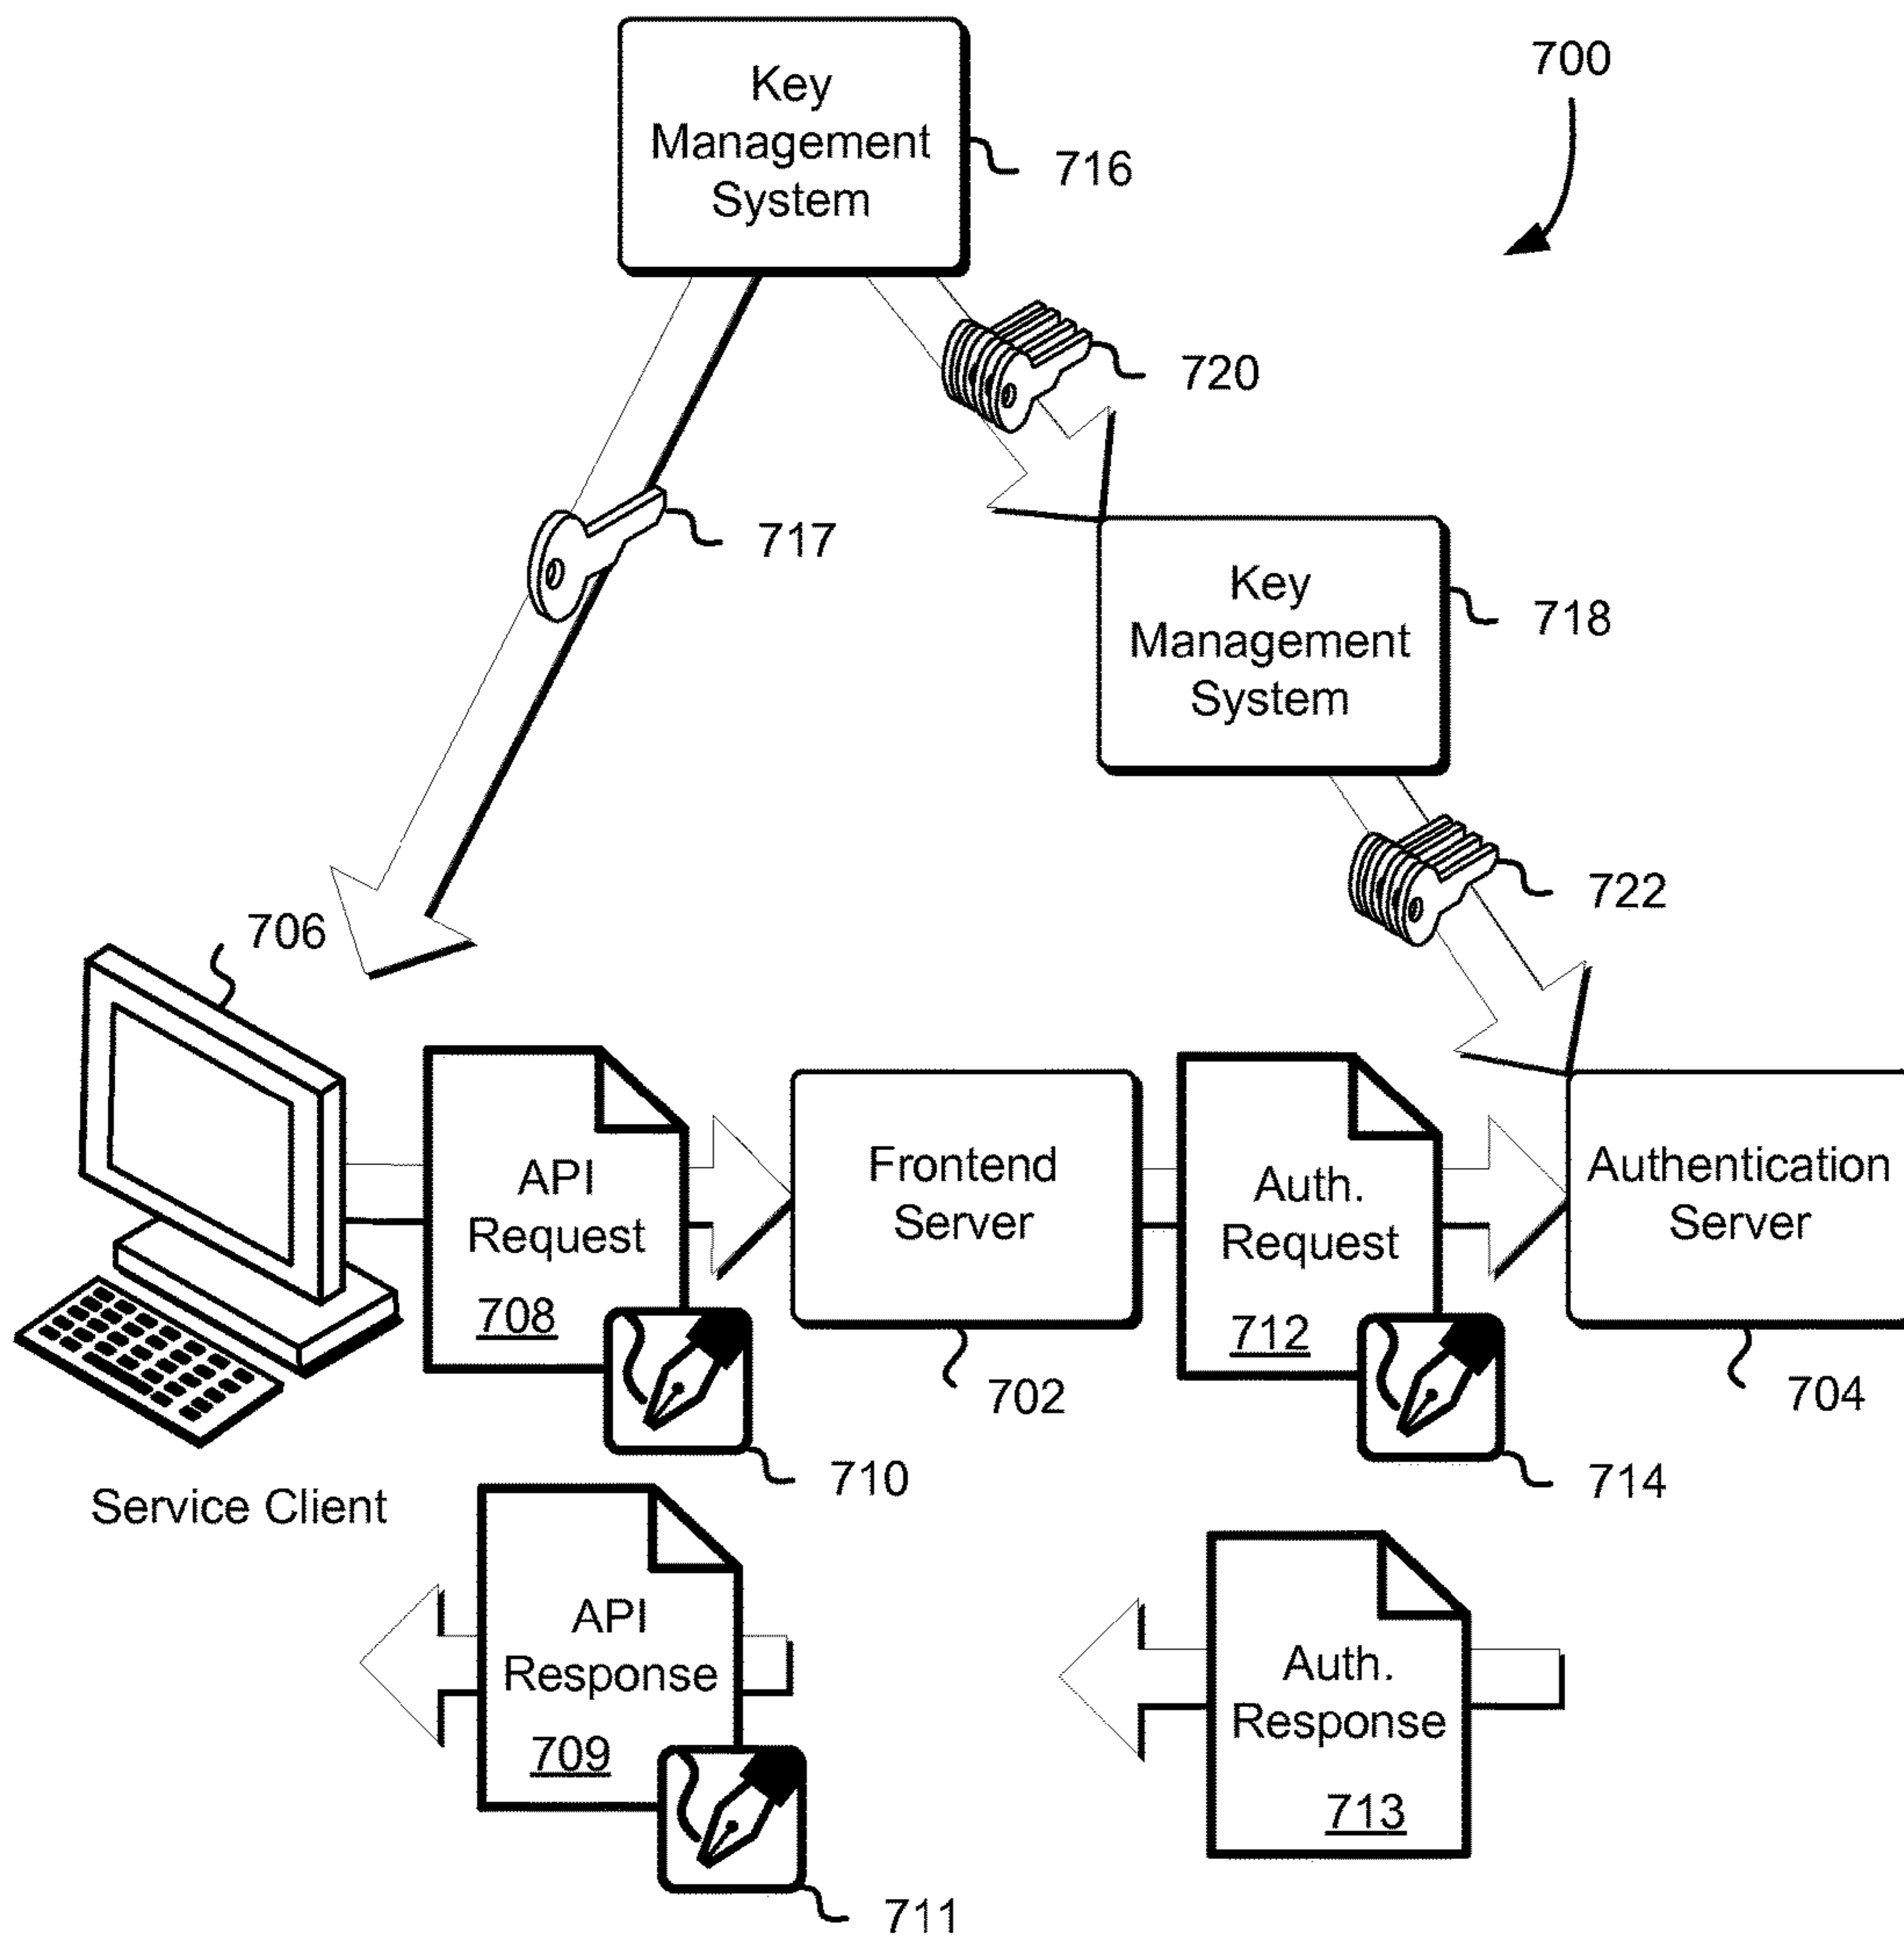 700
Key
Management
System
716
720
717
Key
Management
System
718
722
706
API
Request
708
Frontend
Server
Auth.
Request
712
Authentication
Server
702
704
710
714
Service Client
API
Response
709
Auth.
Response
713
711